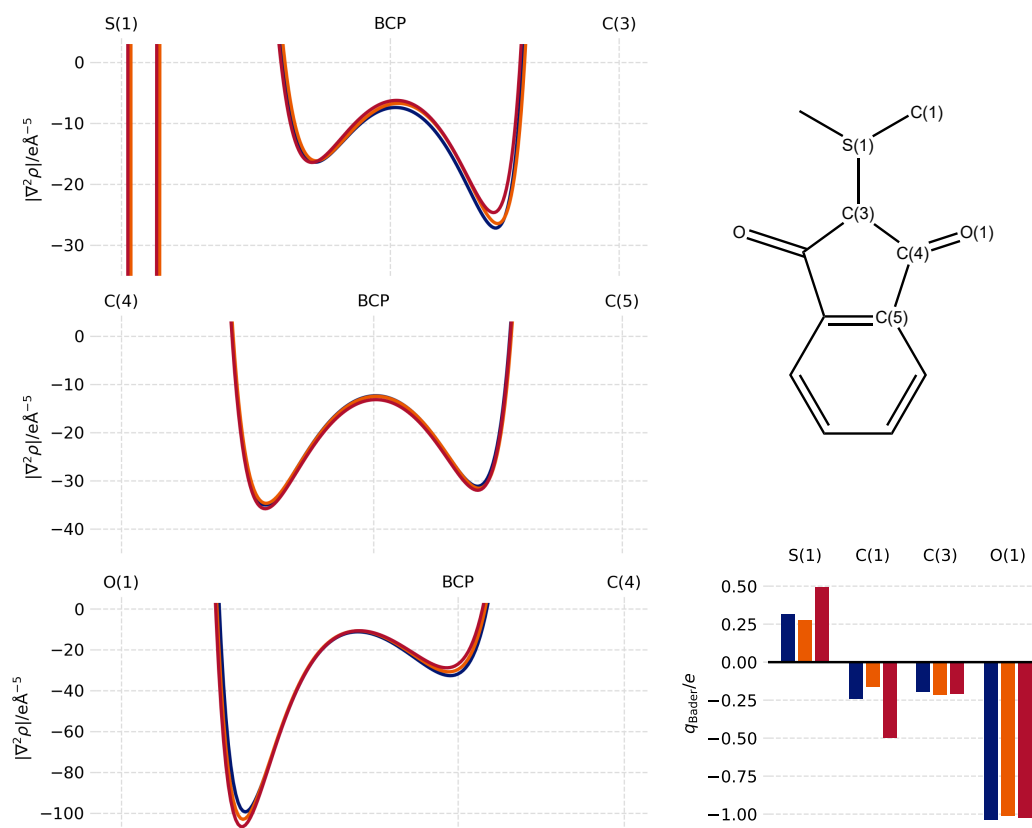 S(1) BCP C(3)
0
−10
−20
−30
|∇²ρ|/eÅ⁻⁵
C(4) BCP C(5)
0
−10
−20
−30
−40
|∇²ρ|/eÅ⁻⁵
O(1) BCP C(4)
0
−20
−40
−60
−80
−100
|∇²ρ|/eÅ⁻⁵
C(1)
S(1)
C(3)
O
O(1)
C(4)
C(5)
S(1) C(1) C(3) O(1)
0.50
0.25
0.00
−0.25
−0.50
−0.75
−1.00
qBader/e